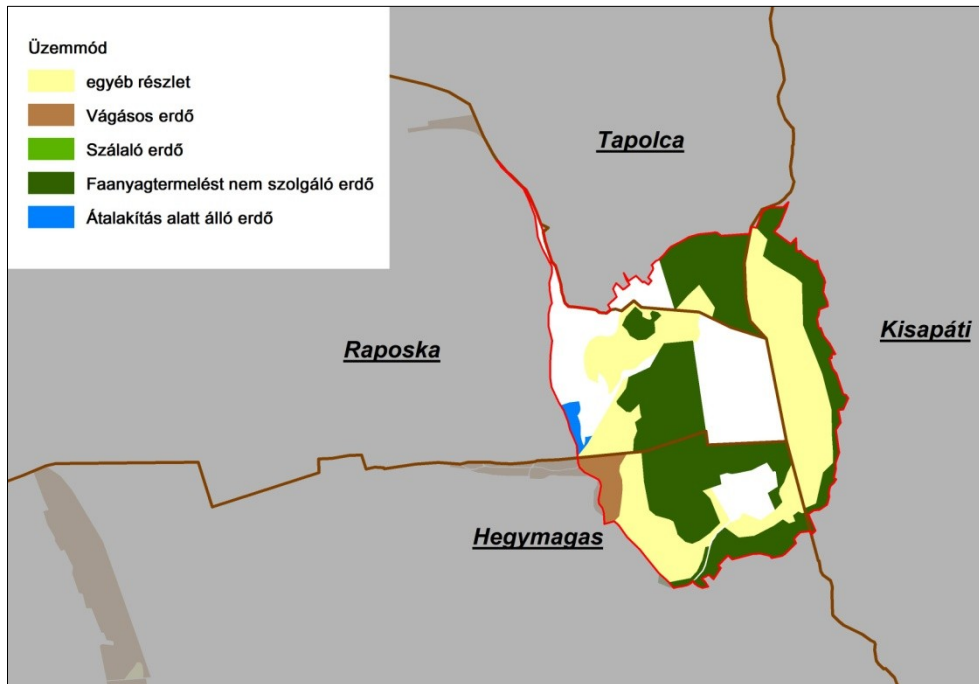 Üzemmód
egyéb részlet
Vágásos erdő
Szálaló erdő
Faanyagtermelést nem szolgáló erdő
Átalakítás alatt álló erdő
Tapolca
Kisapáti
Raposka
Hegymagas